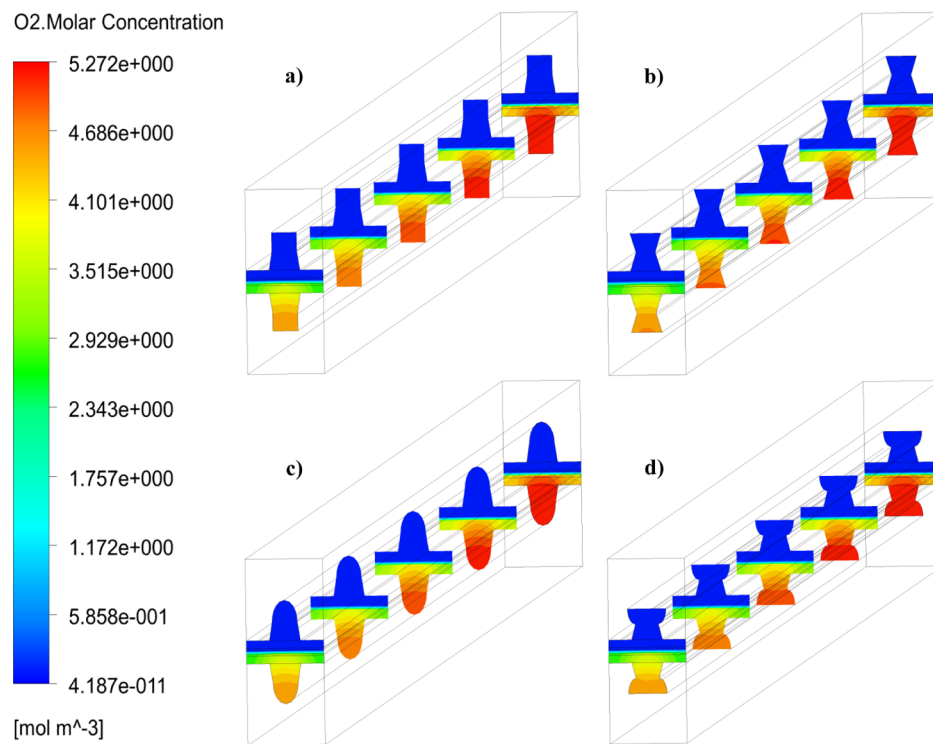 O2.Molar Concentration
5.272e+000
4.686e+000
4.101e+000
3.515e+000
2.929e+000
2.343e+000
1.757e+000
1.172e+000
5.858e-001
4.187e-011
[mol m^-3]
a)
b)
c)
d)